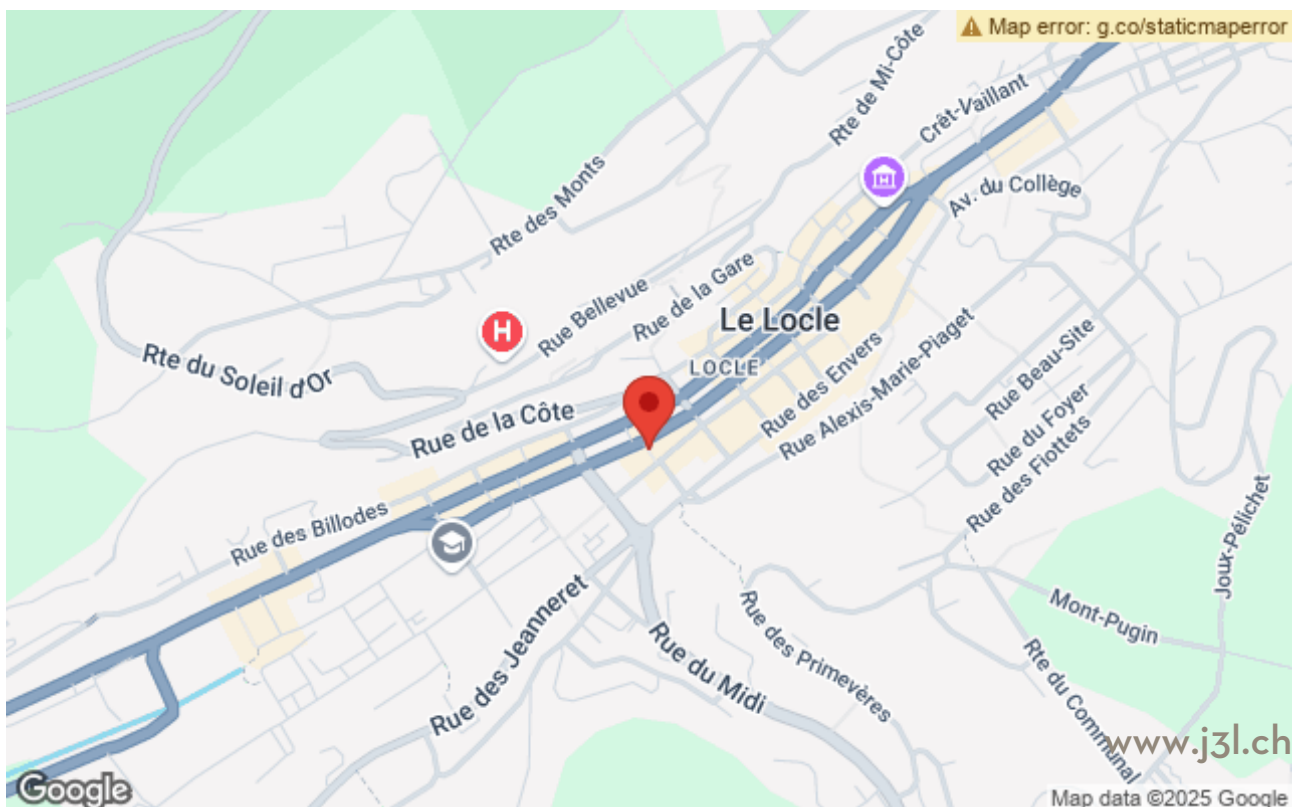 Map error: g.co/staticmaperror
Rte de Mi-Côte
Crêt-Vaillant
Rte des Monts
Av. du Collège
Rue Bellevue
Rue de la Gare
H
Le Locle
LOCLE
Rte du Soleil d'Or
Rue de la Côte
Rue des Envers
Rue Alexis-Marie-Piaget
Rue Beau-Site
Rue du Foyer
Rue des Fiottets
Rue des Billodes
Joux-Pélichet
Rue des Jeanneret
Rue des Primevères
Mont-Pugin
Rue du Midi
Rte du Communal
www.j3l.ch
Google
Map data ©2025 Google